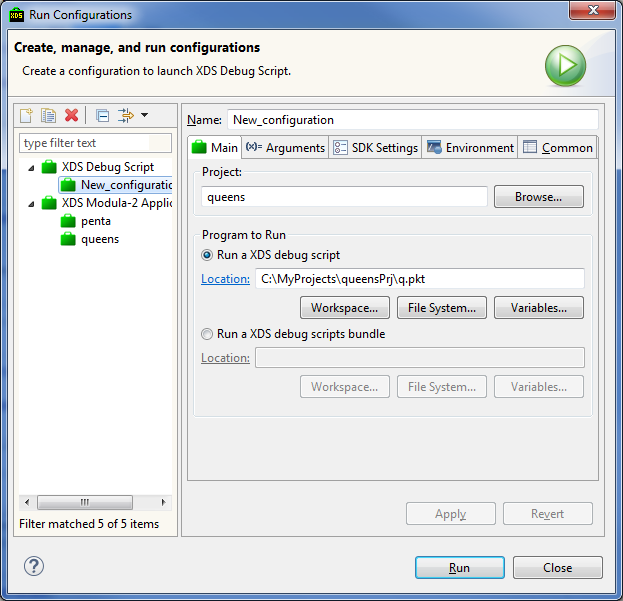 XDS Run Configurations
Create, manage, and run configurations
Create a configuration to launch XDS Debug Script.
type filter text
XDS Debug Script
New_configuratio
XDS Modula-2 Applic
penta
queens
Filter matched 5 of 5 items
Name: New_configuration
Main (x)= Arguments SDK Settings Environment Common
Project:
queens Browse...
Program to Run
Run a XDS debug script
Location: C:\MyProjects\queensPrj\q.pkt
Workspace... File System... Variables...
Run a XDS debug scripts bundle
Location:
Workspace... File System... Variables...
Apply Revert
? Run Close